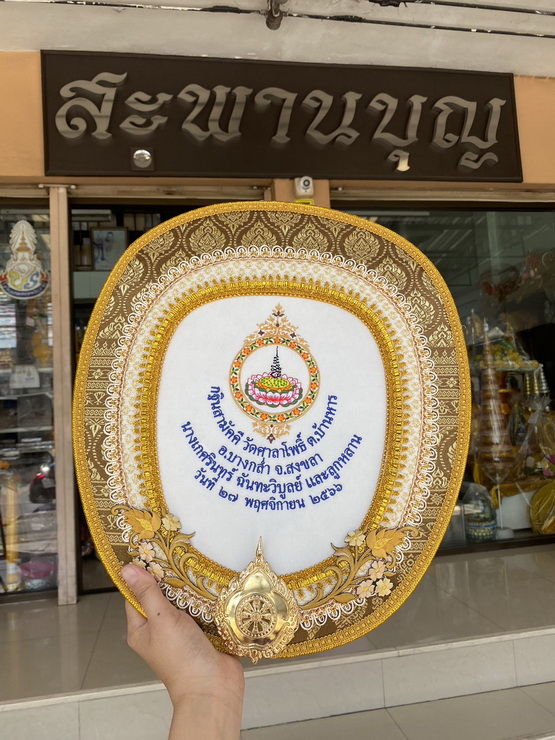 สะพานบุญ
กฐินสามัคคี วัดศาลาโพธิ์ ต.บ้านหาร
อ.บางกล่ำ จ.สงขลา
นางเกศรินทร์ ฉันทะวิบูลย์ และลูกหลาน
วันที่ ๒๗ พฤศจิกายน ๒๕๖๖